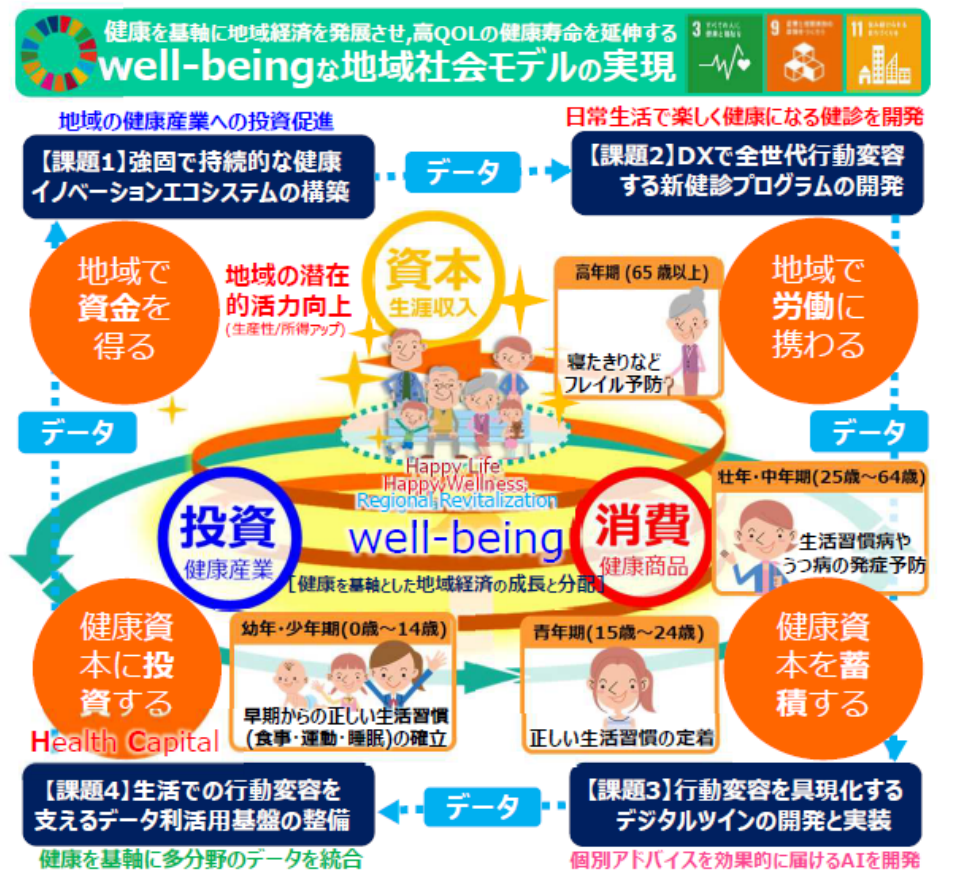 健康を基軸に地域経済を発展させ,高QOLの健康寿命を延伸する
well-beingな地域社会モデルの実現
3 すべての人に
健康と福祉を
9
11
地域の健康産業への投資促進
日常生活で楽しく健康になる健診を開発
【課題1】強固で持続的な健康
イノベーションエコシステムの構築
データ
【課題2】DXで全世代行動変容
する新健診プログラムの開発
地域で
資金を
得る
地域の潜在
的活力向上
(生産性/所得アップ)
資本
生涯収入
高年期 (65 歳以上)
寝たきりなど
フレイル予防?
地域で
労働に
携わる
データ
データ
Happy Life
Happy Wellness
Regional Revitalization
well-being
投資
健康産業
消費
健康商品
[健康を基軸とした地域経済の成長と分配]
壮年・中年期(25歳～64歳)
生活習慣病や
うつ病の発症予防
健康資
本に投
資する
Health Capital
幼年・少年期(0歳～14歳)
早期からの正しい生活習慣
(食事・運動・睡眠)の確立
青年期(15歳～24歳)
正しい生活習慣の定着
健康資
本を蓄
積する
【課題4】生活での行動変容を
支えるデータ利活用基盤の整備
データ
【課題3】行動変容を具現化する
デジタルツインの開発と実装
健康を基軸に多分野のデータを統合
個別アドバイスを効果的に届けるAIを開発